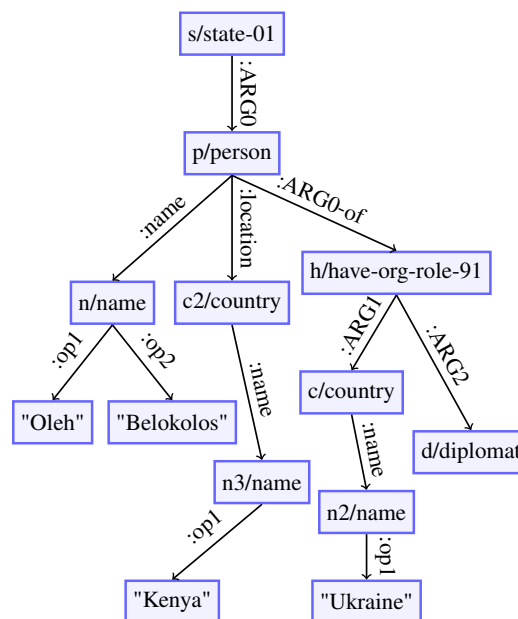 s/state-01
:ARG0
p/person
:name
:location
:ARG0-of
n/name
c2/country
h/have-org-role-91
:op1
:op2
:name
:ARG1
:ARG2
"Oleh"
"Belokolos"
c/country
:name
d/diplomat
n3/name
n2/name
:op1
:op1
"Kenya"
"Ukraine"